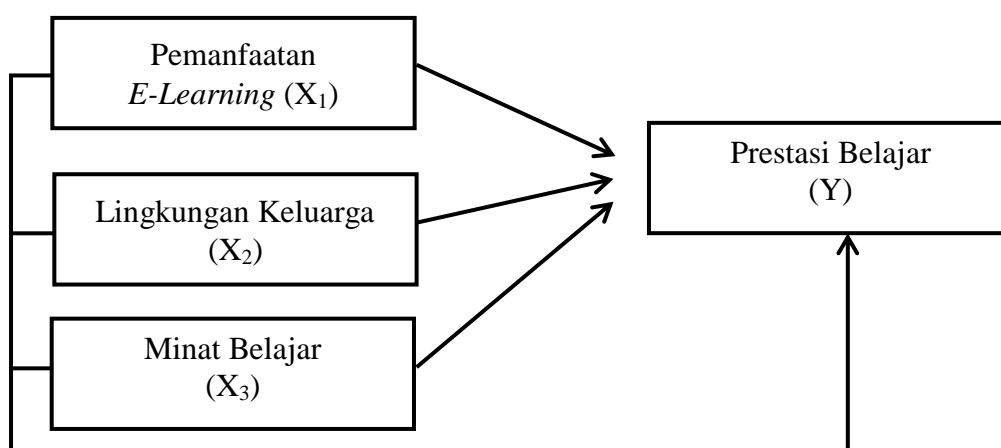 Pemanfaatan
E-Learning (X₁)
Lingkungan Keluarga
(X₂)
Minat Belajar
(X₃)
Prestasi Belajar
(Y)